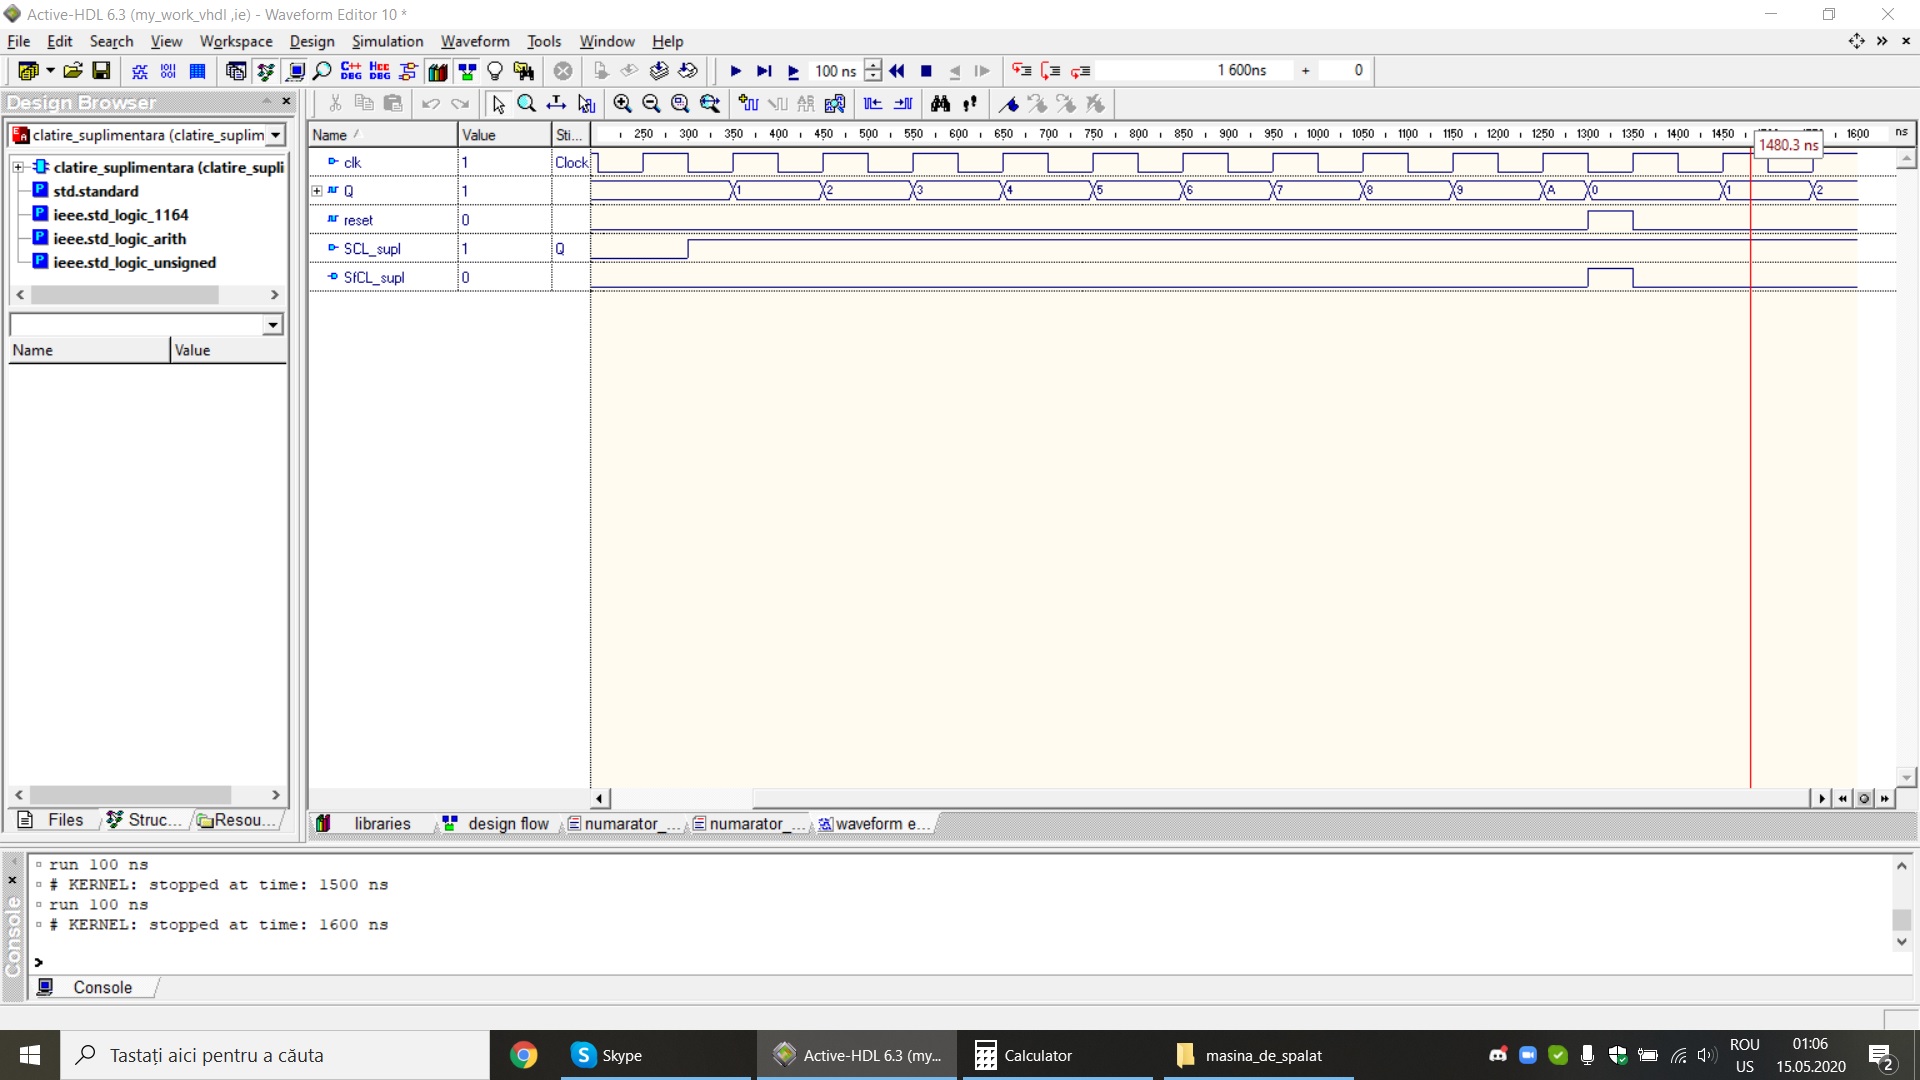 Active-HDL 6.3 (my_work_vhdl ,ie) - Waveform Editor 10 *
File Edit Search View Workspace Design Simulation Waveform Tools Window Help
100 ns 1 600ns + 0
Design Browser
clatire_suplimentara (clatire_suplim
clatire_suplimentara (clatire_supli
std.standard
ieee.std_logic_1164
ieee.std_logic_arith
ieee.std_logic_unsigned
Name Value
Files Struc... Resou...
Name Value Sti... 250 300 350 400 450 500 550 600 650 700 750 800 850 900 950 1000 1050 1100 1150 1200 1250 1300 1350 1400 1450 1600 ns
1480.3 ns
clk 1 Clock
Q 1 1 2 3 4 5 6 7 8 9 A 0 1 2
reset 0
SCL_supl 1 Q
SfCL_supl 0
libraries design flow numarator_... numarator_... waveform e...
Console
run 100 ns
# KERNEL: stopped at time: 1500 ns
run 100 ns
# KERNEL: stopped at time: 1600 ns
>
Console
Tastați aici pentru a căuta
Skype
Active-HDL 6.3 (my...
Calculator
masina_de_spalat
ROU
US
01:06
15.05.2020
2